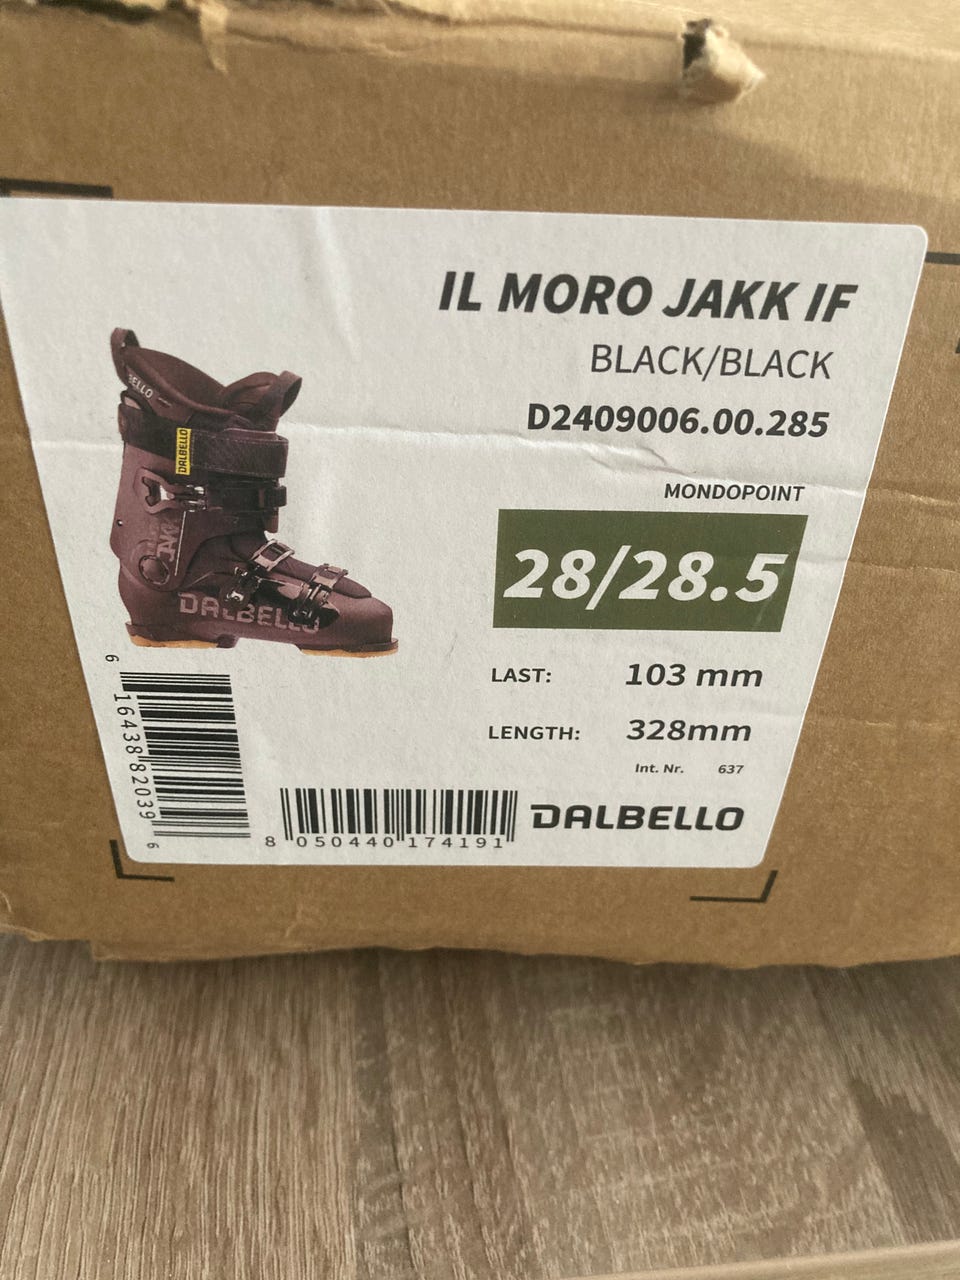 IL MORO JAKK IF
BLACK/BLACK
D2409006.00.285
MONDOPOINT
28/28.5
LAST: 103 mm
LENGTH: 328mm
Int. Nr. 637
DALBELLO
BELLO
DALBELLO
DALBELLO
6 16438 82039 6
8 050440 174191